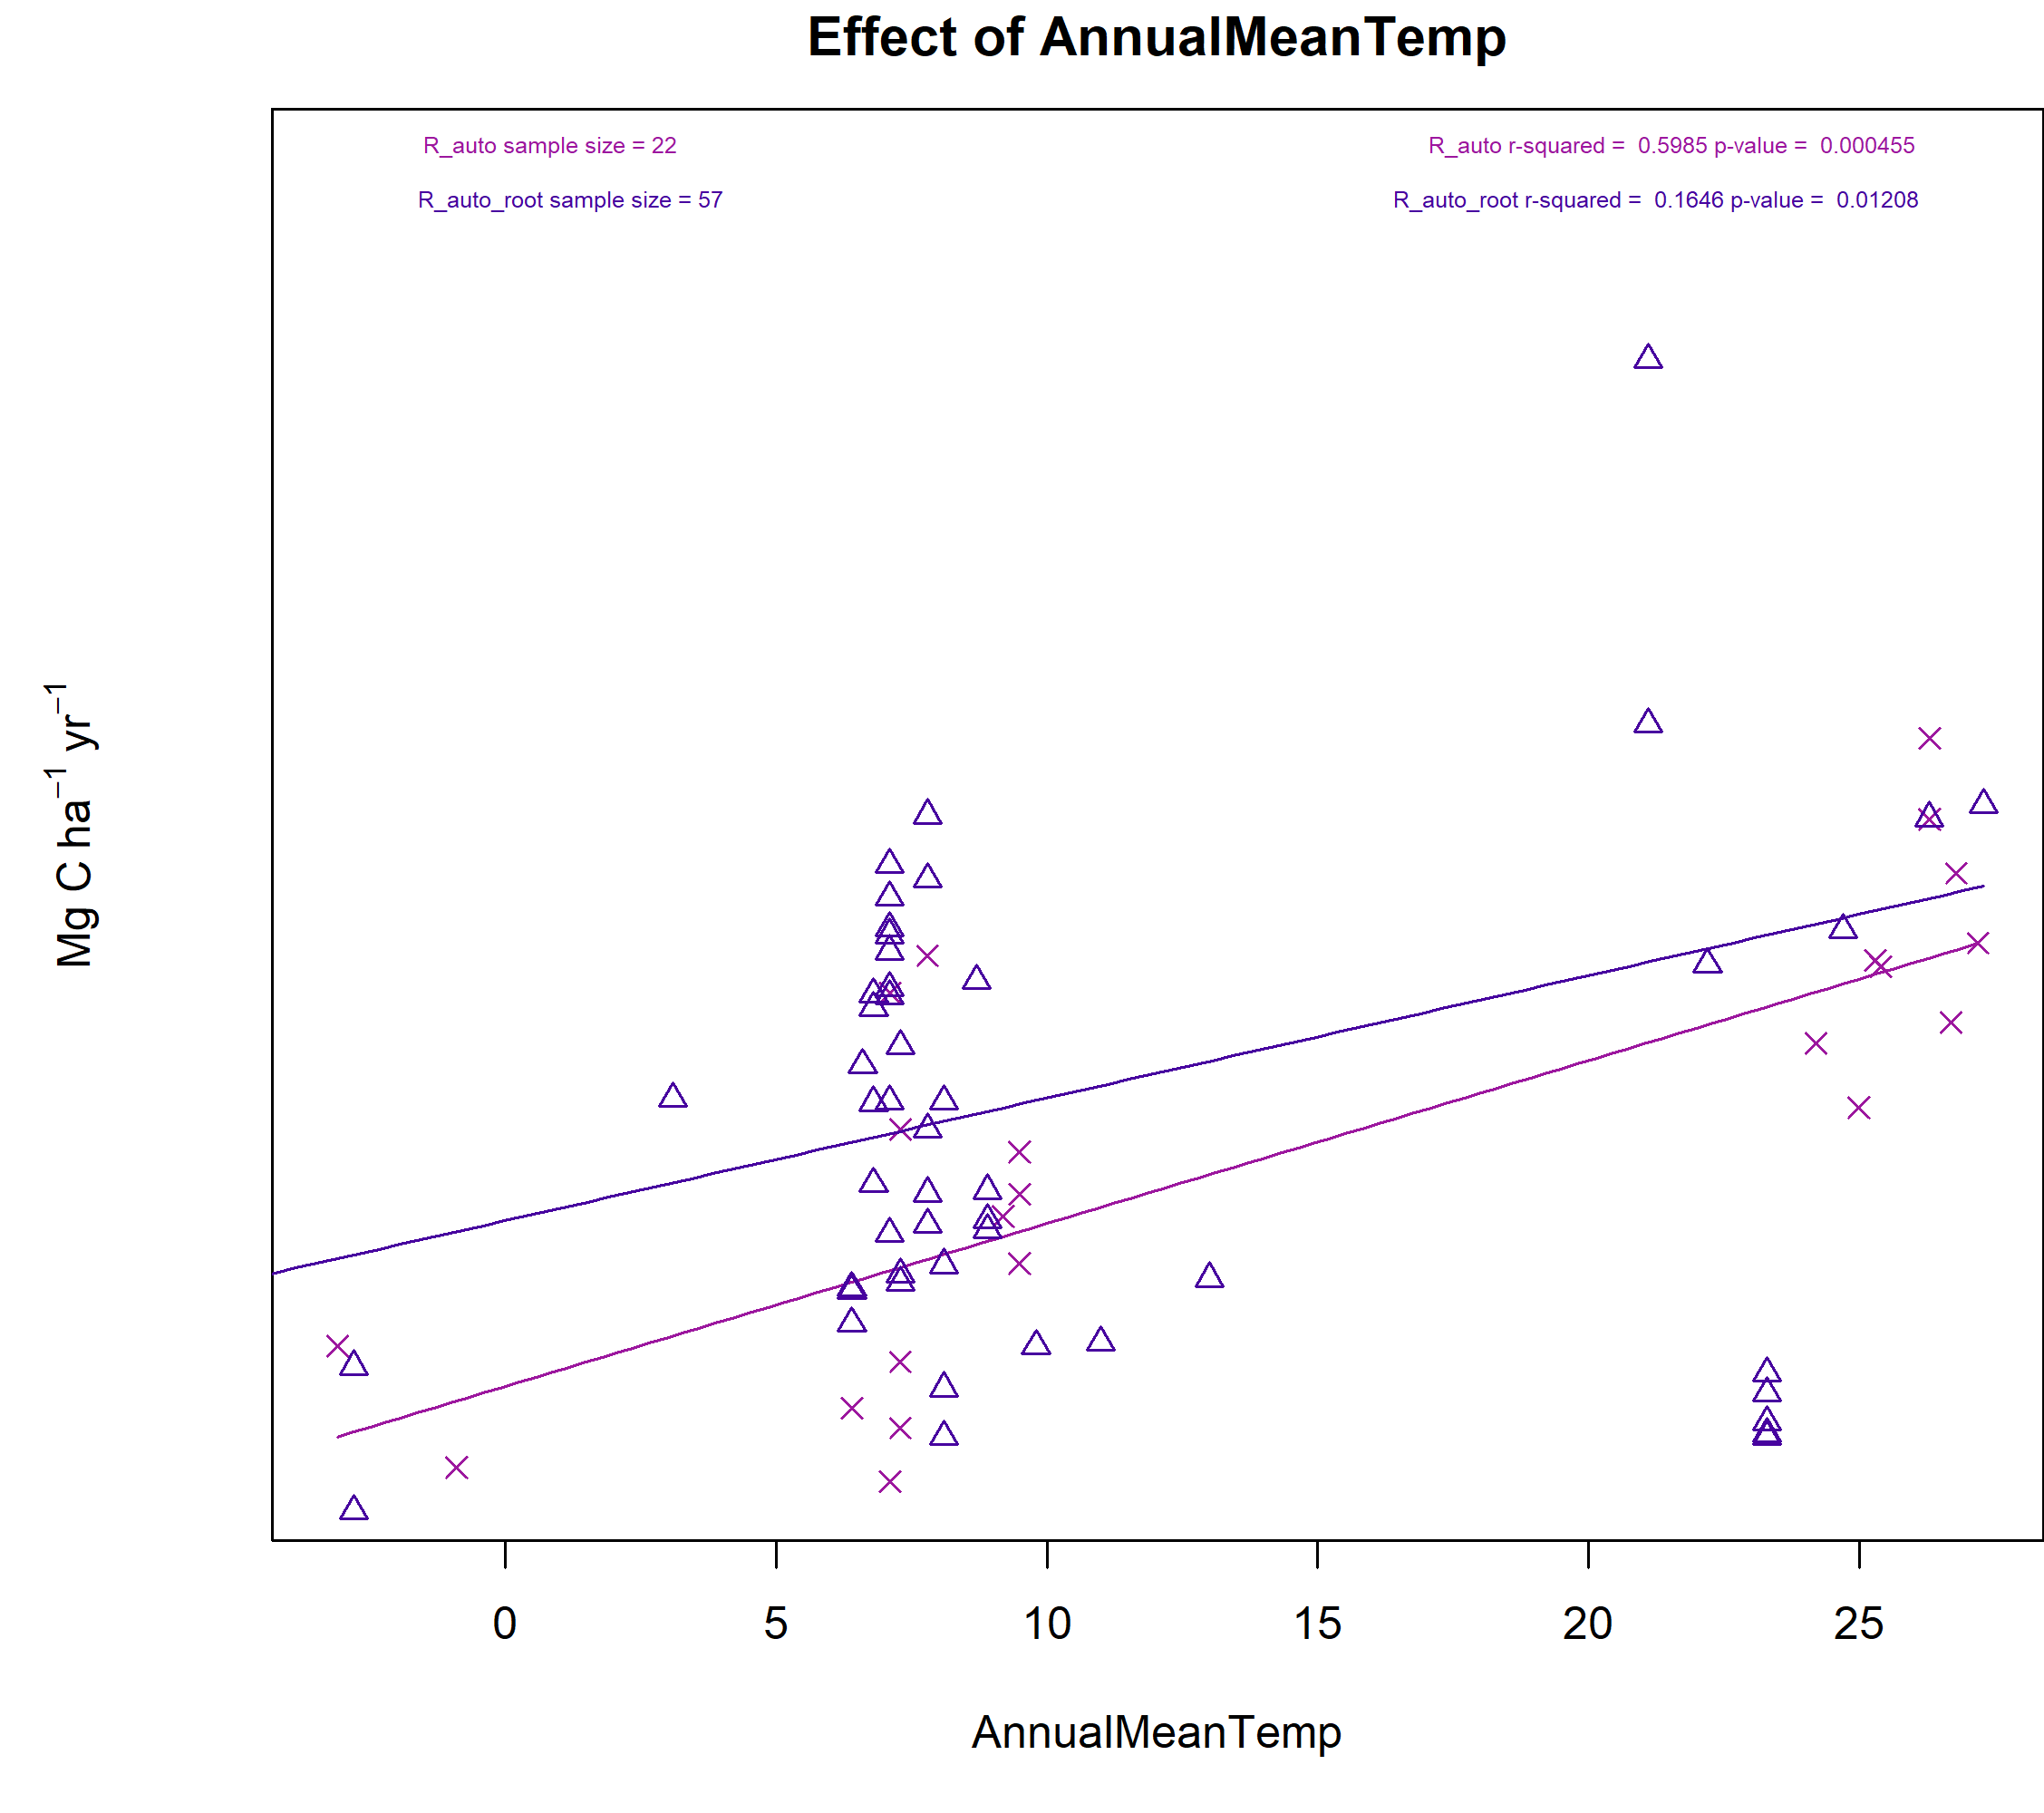 Effect of AnnualMeanTemp
R_auto sample size = 22
R_auto r-squared =  0.5985 p-value =  0.000455
R_auto_root sample size = 57
R_auto_root r-squared =  0.1646 p-value =  0.01208
Mg C ha⁻¹ yr⁻¹
0 5 10 15 20 25
AnnualMeanTemp